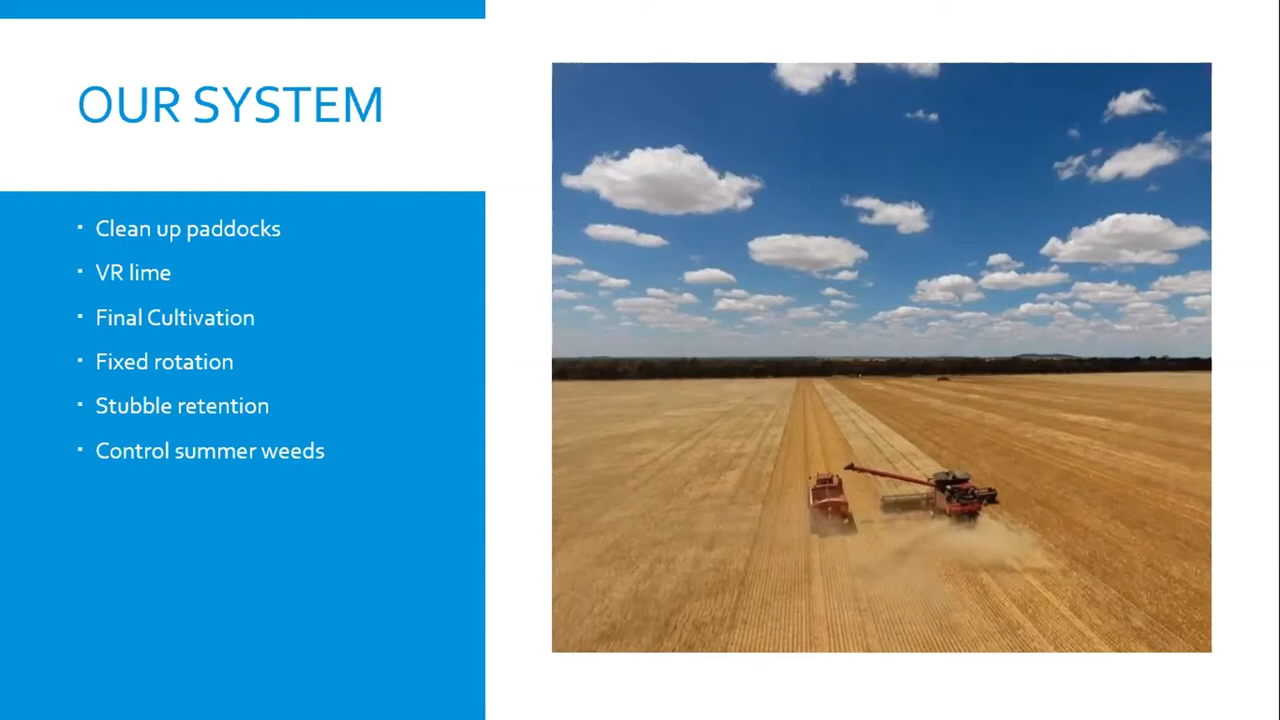 OUR SYSTEM
Clean up paddocks
VR lime
Final Cultivation
Fixed rotation
Stubble retention
Control summer weeds